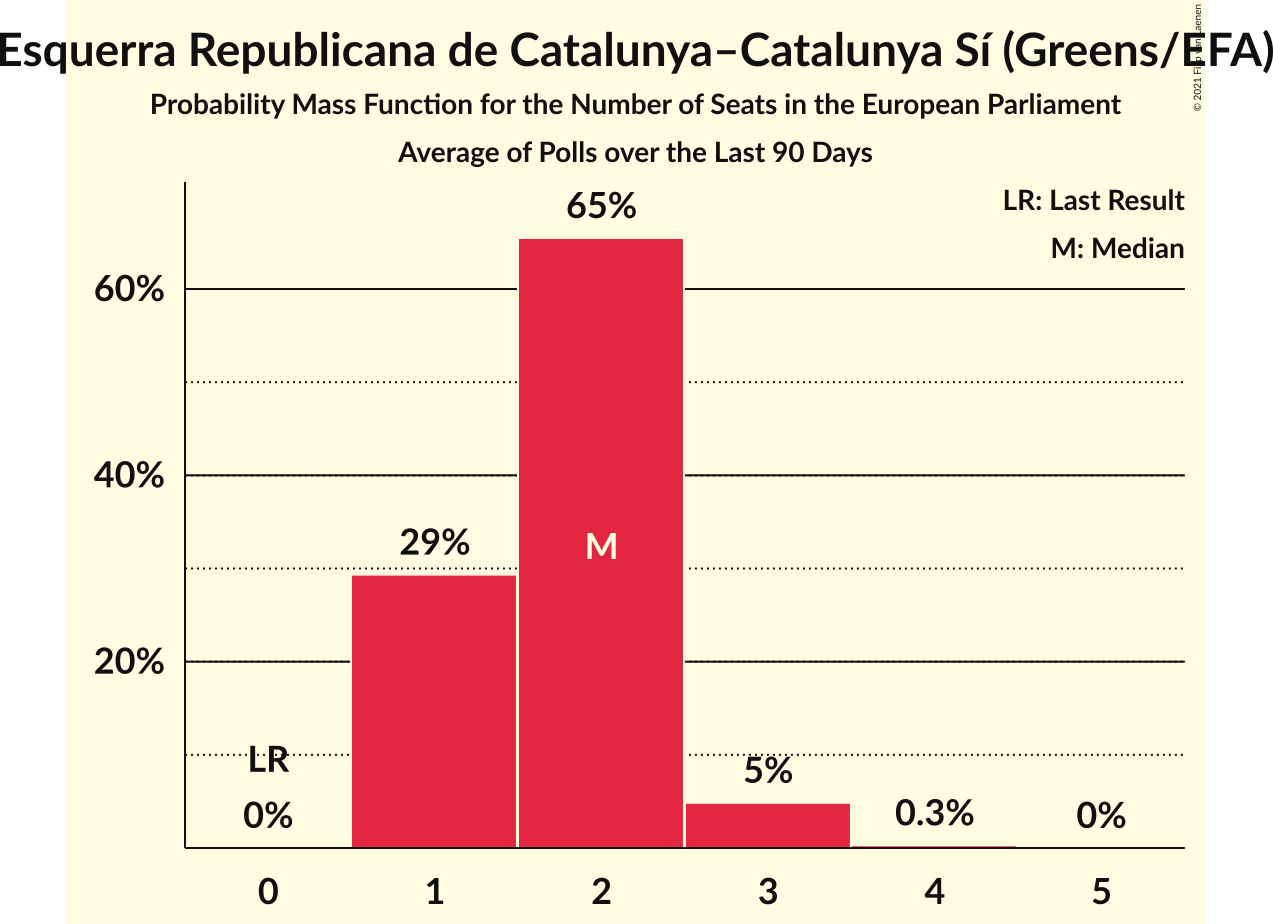 Esquerra Republicana de Catalunya–Catalunya Sí (Greens/EFA)
Probability Mass Function for the Number of Seats in the European Parliament
Average of Polls over the Last 90 Days
© 2021
LR: Last Result
M: Median
65%
60%
40%
29%
M
20%
LR
0%
5%
0.3%
0%
0 1 2 3 4 5